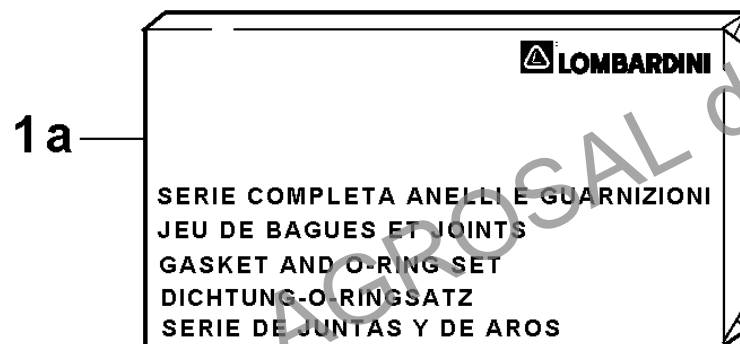 LOMBARDINI
1a
SERIE COMPLETA ANELLI E GUARNIZIONI
JEU DE BAGUES ET JOINTS
GASKET AND O-RING SET
DICHTUNG-O-RINGSATZ
SERIE DE JUNTAS Y DE AROS
AGROSAL